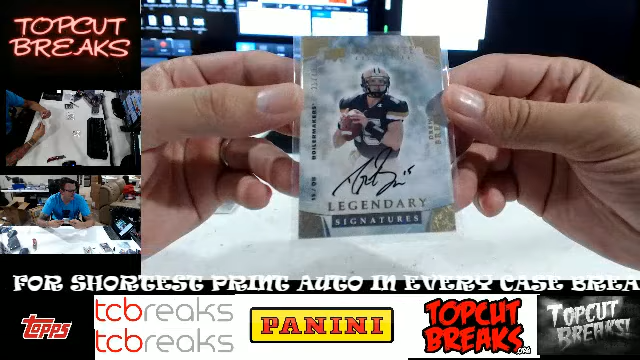 TOPCUT
BREAKS
BOILERMAKERS
LEGENDARY
SIGNATURES
FOR SHORTEST PRINT AUTO IN EVERY CASE BREA
Topps
tcbreaks
tcbreaks
PANINI
TOPCUT
BREAKS.ORG
TOPCUT
BREAKS!